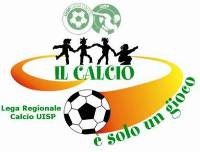 IL CALCIO
Lega Regionale
Calcio UISP
e solo un gioco